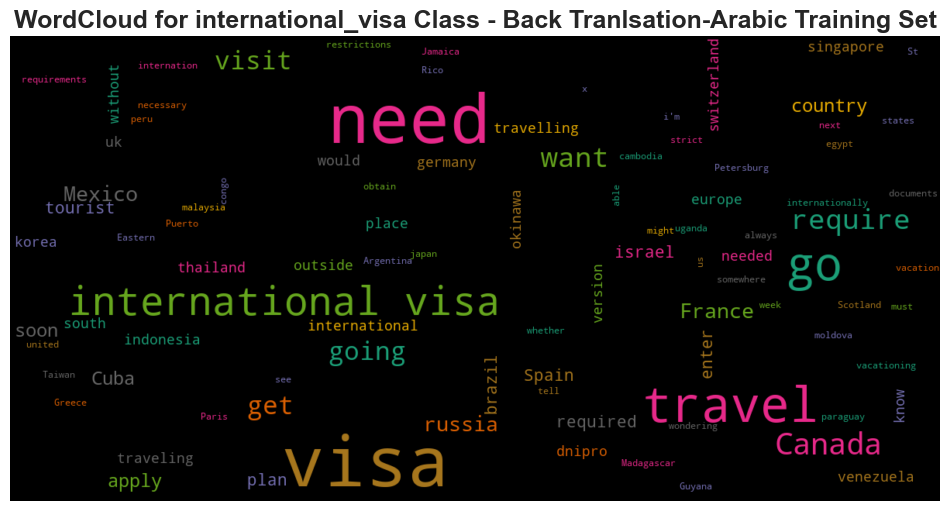 WordCloud for international_visa Class - Back Tranlsation-Arabic Training Set
restrictions
Jamaica
singapore
St
visit
internation
Rico
switzerland
requirements
without
need
x
country
necessary
peru
travelling
i'm
next
states
uk
would
germany
want
cambodia
strict
egypt
Petersburg
Mexico
tourist
congo
malaysia
obtain
able
europe
documents
internationally
Puerto
place
okinawa
might
uganda
require
korea
Eastern
japan
israel
needed
always
go
thailand
outside
Argentina
us
somewhere
vacation
international visa
version
France
week
Scotland
must
soon
south
international
whether
enter
moldova
united
indonesia
going
Taiwan
Cuba
see
brazil
Spain
tell
vacationing
Greece
get
travel
know
Paris
russia
required
wondering
paraguay
Canada
traveling
visa
dnipro
Madagascar
apply
plan
Guyana
venezuela